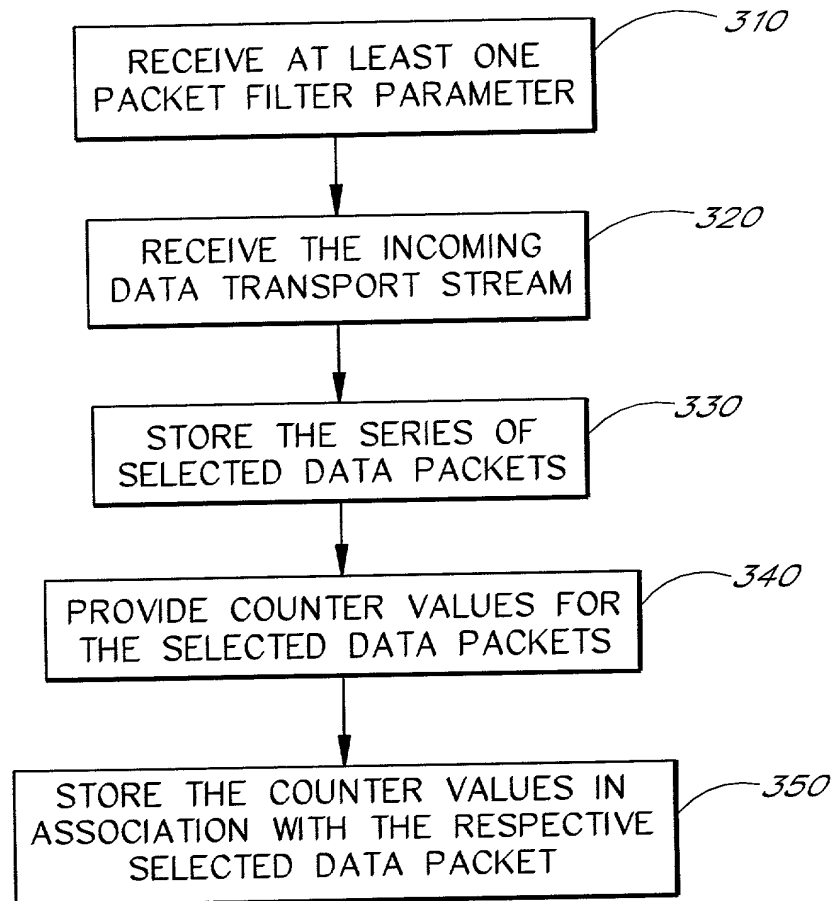 310
RECEIVE AT LEAST ONE
PACKET FILTER PARAMETER
320
RECEIVE THE INCOMING
DATA TRANSPORT STREAM
330
STORE THE SERIES OF
SELECTED DATA PACKETS
340
PROVIDE COUNTER VALUES FOR
THE SELECTED DATA PACKETS
350
STORE THE COUNTER VALUES IN
ASSOCIATION WITH THE RESPECTIVE
SELECTED DATA PACKET